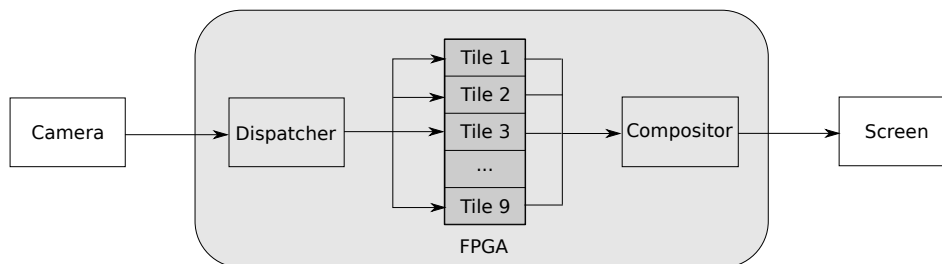 Camera
Dispatcher
Tile 1
Tile 2
Tile 3
...
Tile 9
FPGA
Compositor
Screen